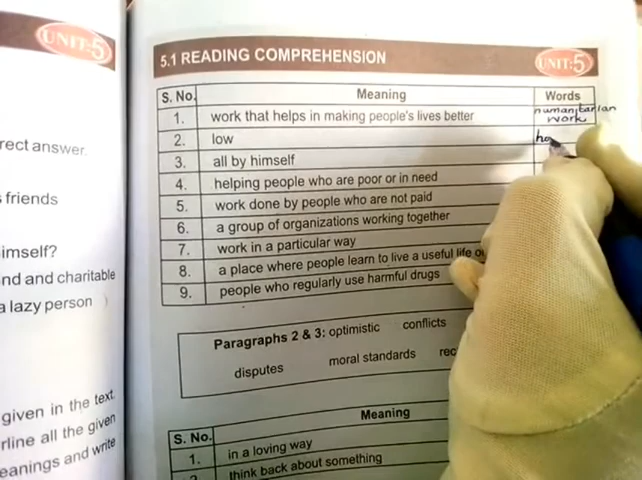 UNIT:5
rect answer.
friends
imself?
nd and charitable
a lazy person
given in the text.
rline all the given
eanings and write
5.1 READING COMPREHENSION
UNIT:5
S. No. Meaning Words
1. work that helps in making people's lives better humanitarian work
2. low
3. all by himself
4. helping people who are poor or in need
5. work done by people who are not paid
6. a group of organizations working together
7. work in a particular way
8. a place where people learn to live a useful life
9. people who regularly use harmful drugs
Paragraphs 2 & 3: optimistic conflicts
disputes moral standards
S. No. Meaning
1. in a loving way
think back about something